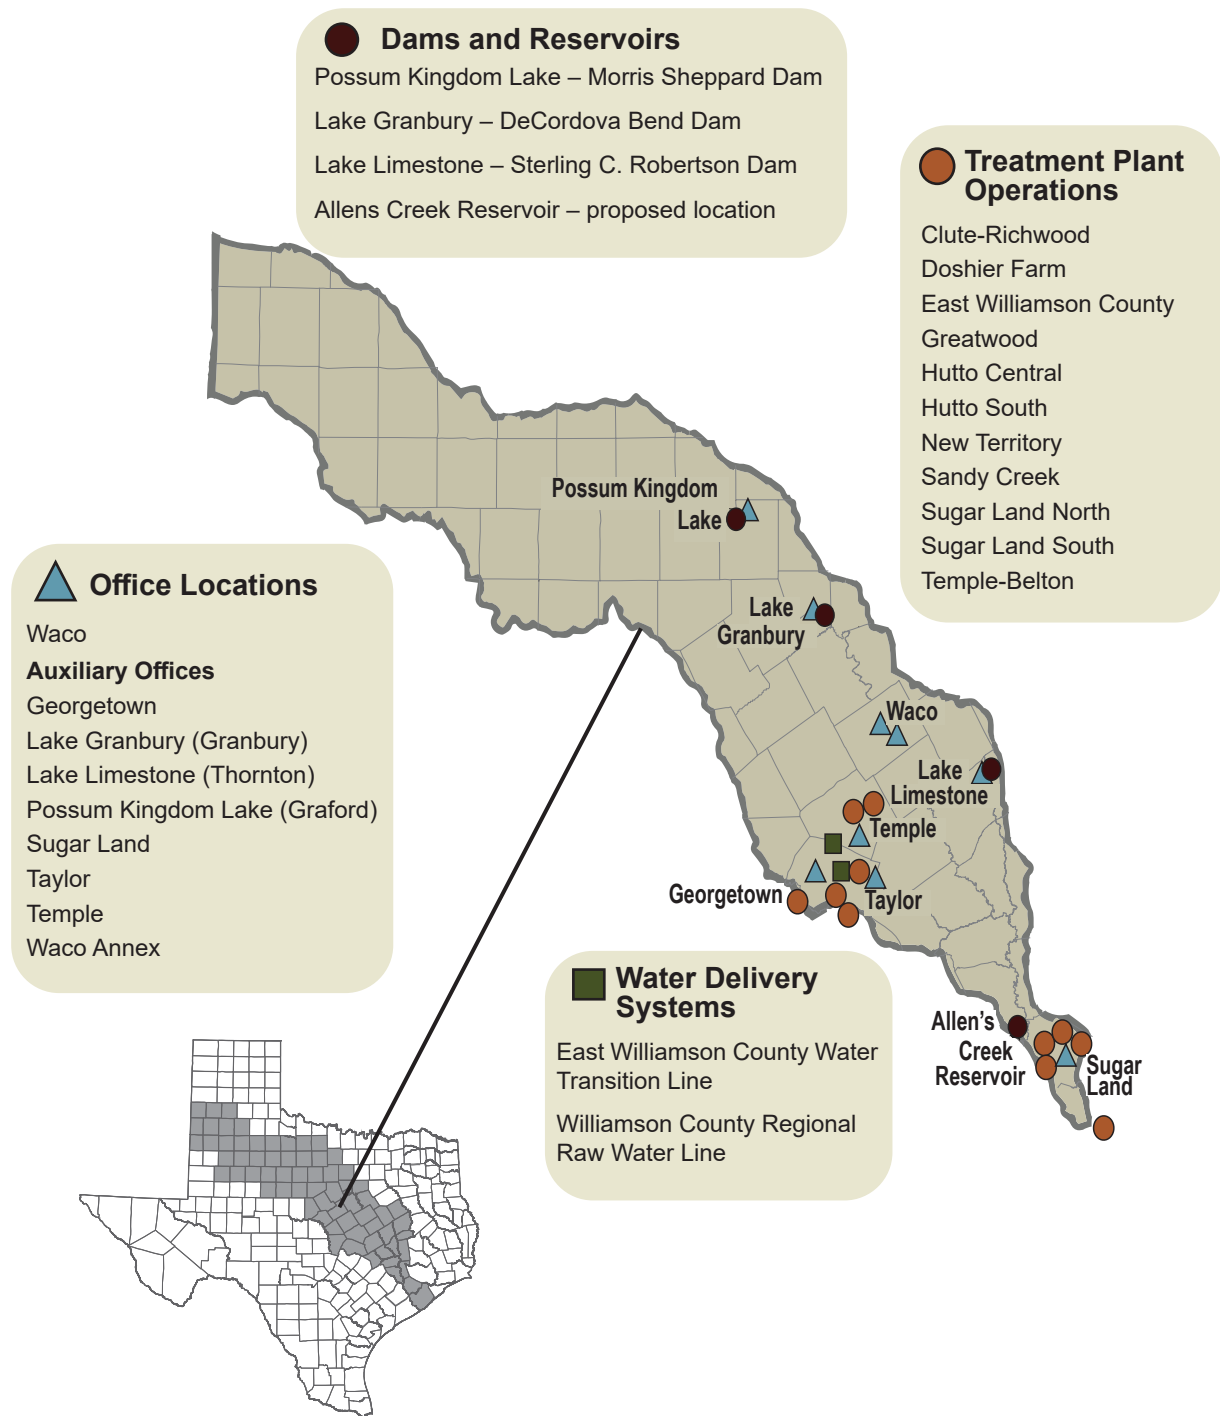 Dams and Reservoirs
Possum Kingdom Lake – Morris Sheppard Dam
Lake Granbury – DeCordova Bend Dam
Lake Limestone – Sterling C. Robertson Dam
Allens Creek Reservoir – proposed location
Treatment Plant
Operations
Clute-Richwood
Doshier Farm
East Williamson County
Greatwood
Hutto Central
Hutto South
New Territory
Sandy Creek
Sugar Land North
Sugar Land South
Temple-Belton
Office Locations
Waco
Auxiliary Offices
Georgetown
Lake Granbury (Granbury)
Lake Limestone (Thornton)
Possum Kingdom Lake (Graford)
Sugar Land
Taylor
Temple
Waco Annex
Possum Kingdom
Lake
Lake
Granbury
Waco
Lake
Limestone
Temple
Georgetown
Taylor
Allen's
Creek
Reservoir
Sugar
Land
Water Delivery
Systems
East Williamson County Water
Transition Line
Williamson County Regional
Raw Water Line